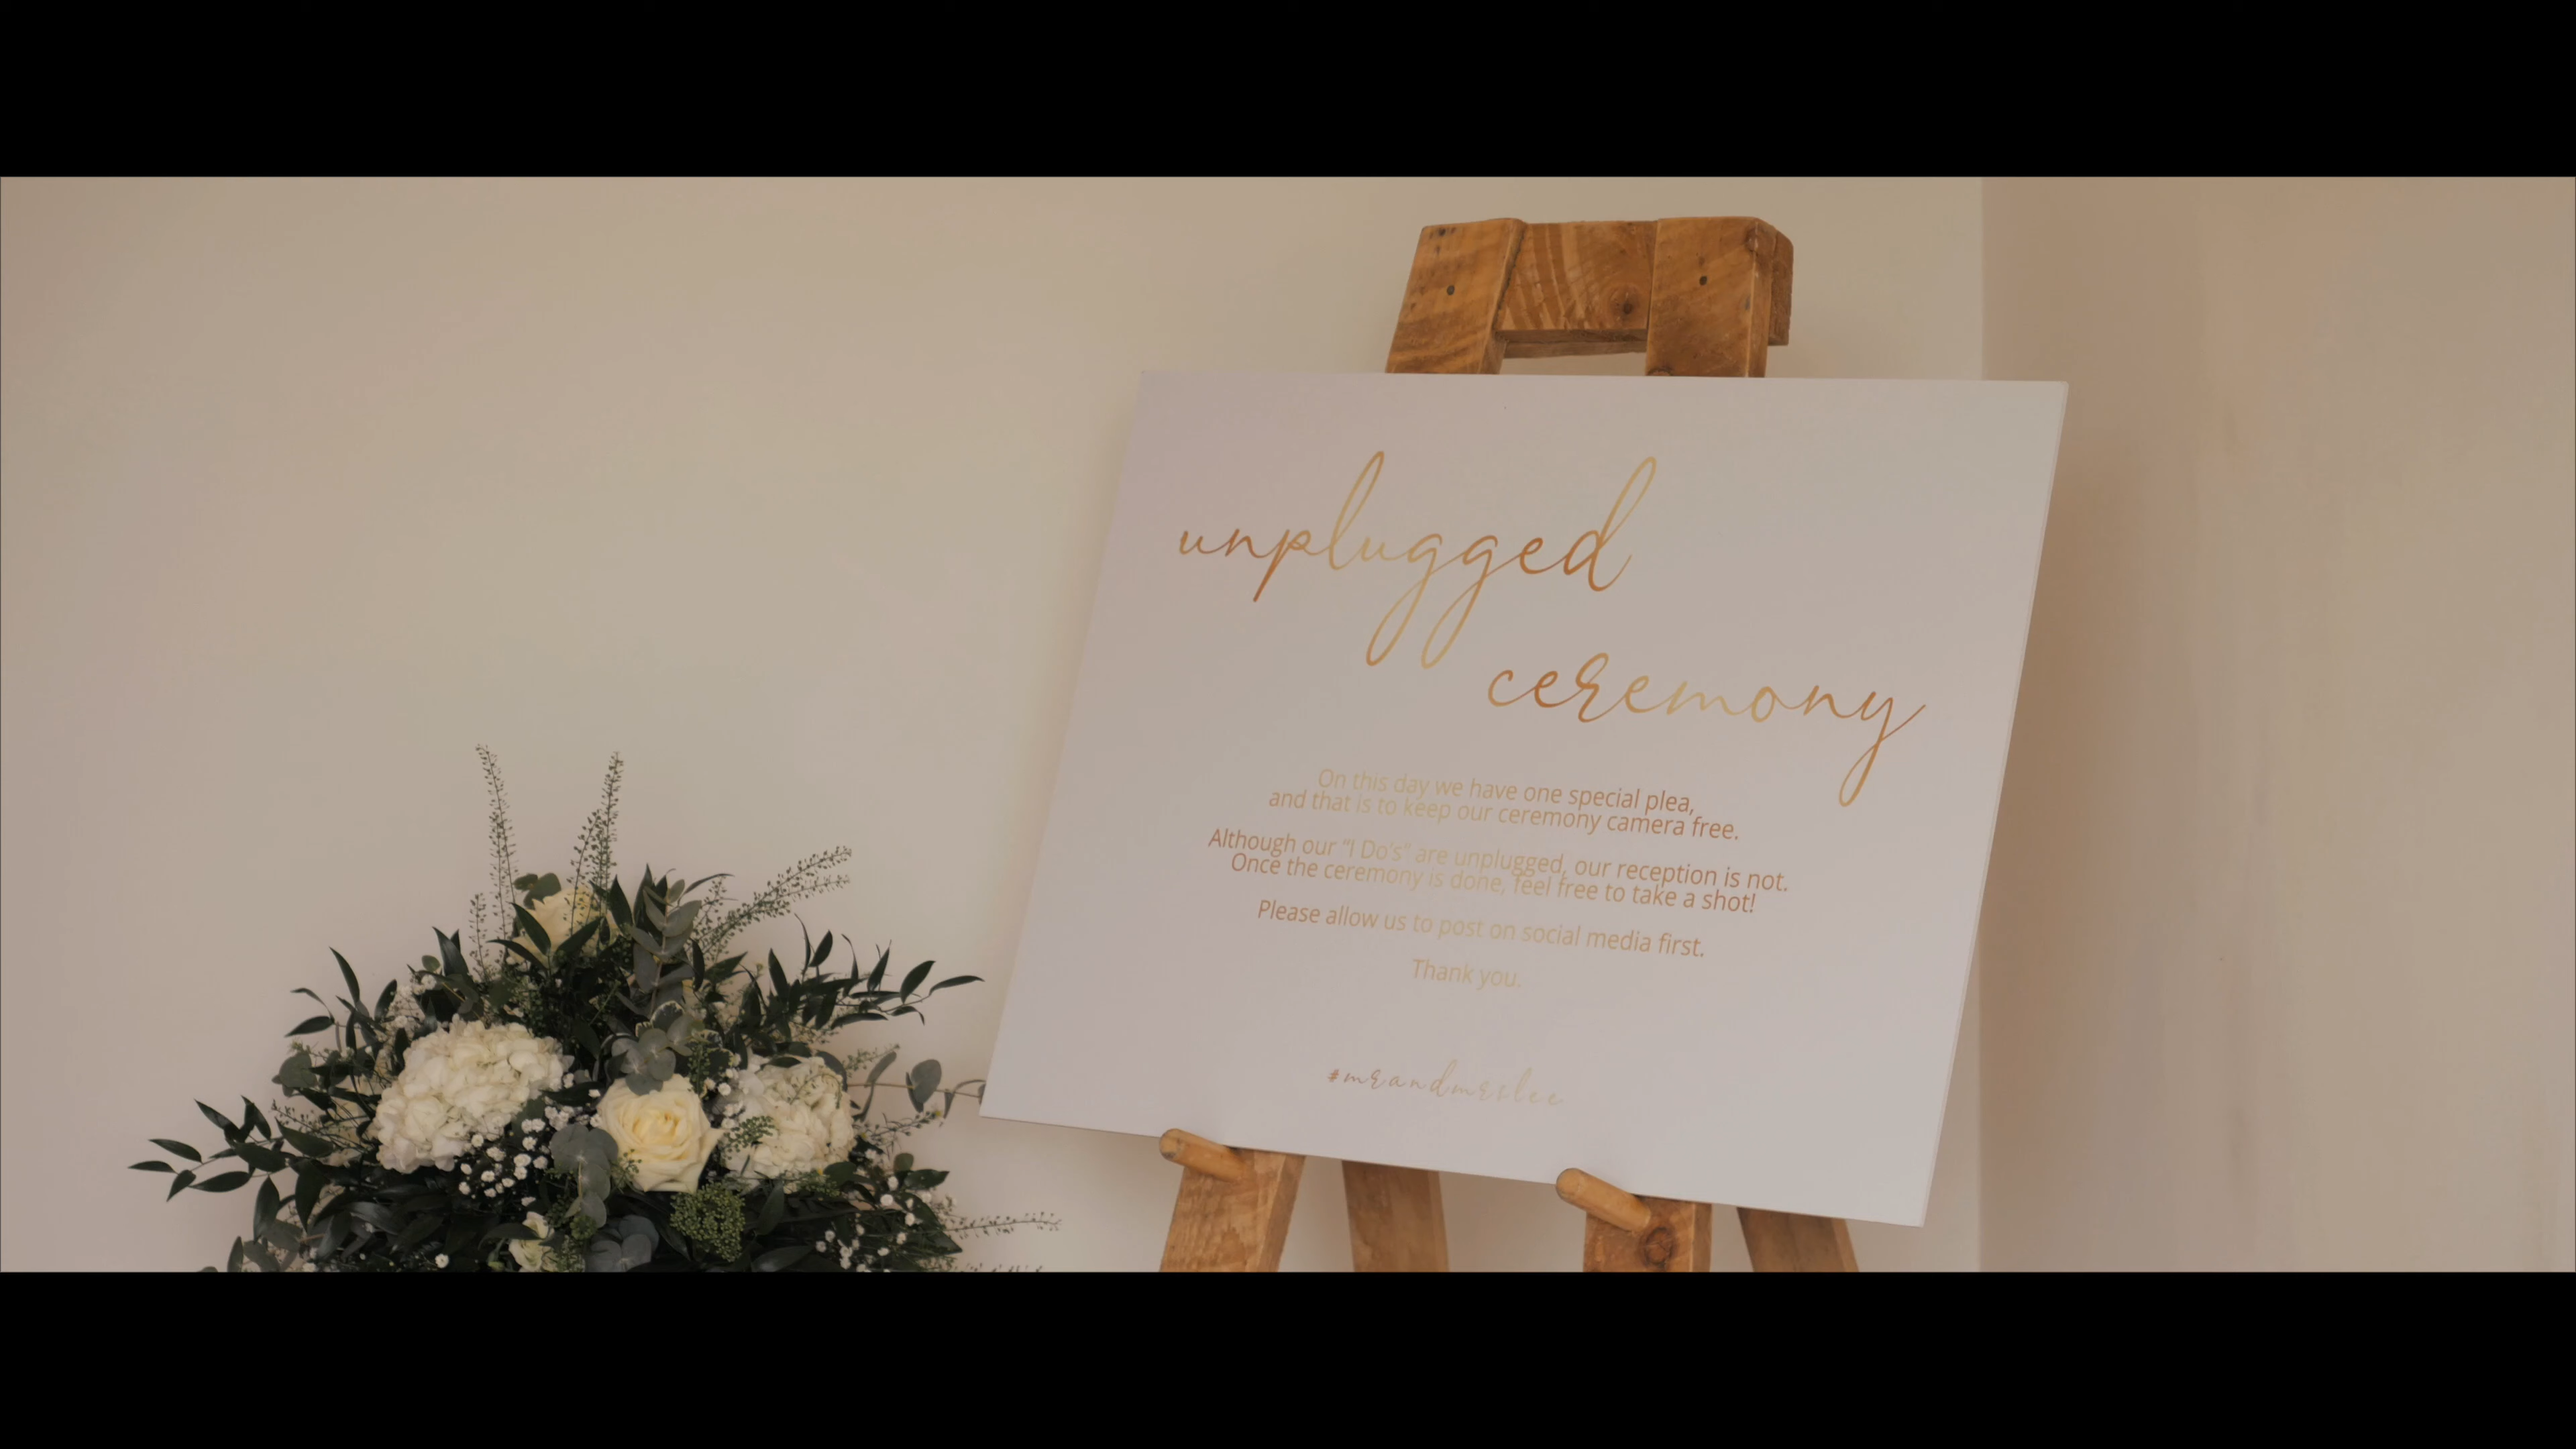 unplugged
ceremony
On this day we have one special plea,
and that is to keep our ceremony camera free.
Although our "I Do's" are unplugged, our reception is not.
Once the ceremony is done, feel free to take a shot!
Please allow us to post on social media first.
Thank you.
#mrandmrslee